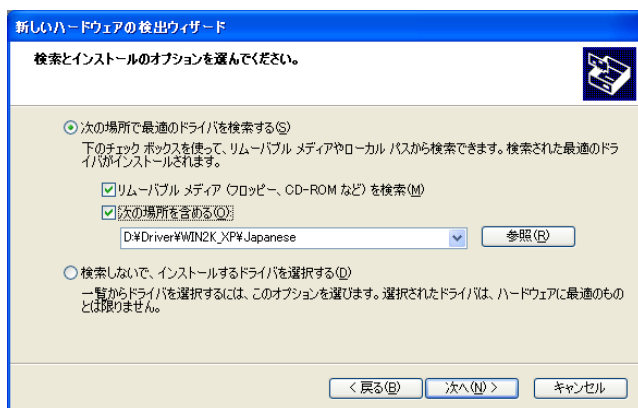 新しいハードウェアの検出ウィザード
検索とインストールのオプションを選んでください。
次の場所で最適のドライバを検索する(S)
下のチェック ボックスを使って、リムーバブル メディアやローカル パスから検索できます。検索された最適のドラ
イバがインストールされます。
リムーバブル メディア (フロッピー、CD-ROM など) を検索(M)
次の場所を含める(O)
D:¥Driver¥WIN2K_XP¥Japanese
参照(R)
検索しないで、インストールするドライバを選択する(D)
一覧からドライバを選択するには、このオプションを選びます。選択されたドライバは、ハードウェアに最適のもの
とは限りません。
< 戻る(B)
次へ(N) >
キャンセル